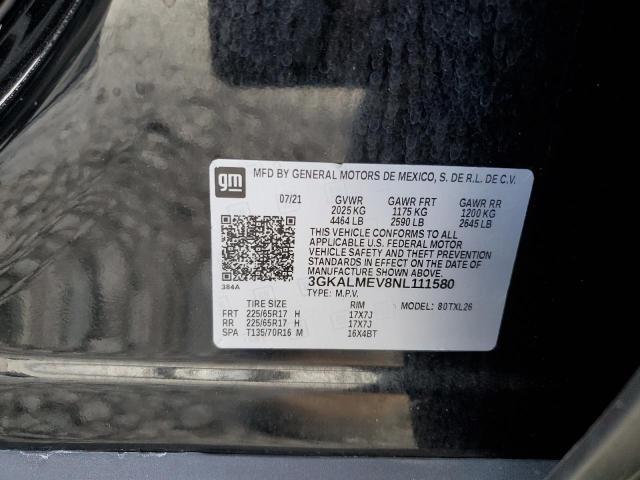 gm
MFD BY GENERAL MOTORS DE MEXICO, S. DE R.L. DE C.V.
07/21 GVWR GAWR FRT GAWR RR
2025 KG 1175 KG 1200 KG
4464 LB 2590 LB 2645 LB
THIS VEHICLE CONFORMS TO ALL
APPLICABLE U.S. FEDERAL MOTOR
VEHICLE SAFETY AND THEFT PREVENTION
STANDARDS IN EFFECT ON THE DATE OF
MANUFACTURE SHOWN ABOVE.
384A 3GKALMEV8NL111580
TYPE: M.P.V. 80TXL26
TIRE SIZE RIM
FRT 225/65R17 H 17X7J
RR 225/65R17 H 17X7J
SPA T135/70R16 M 16X4BT